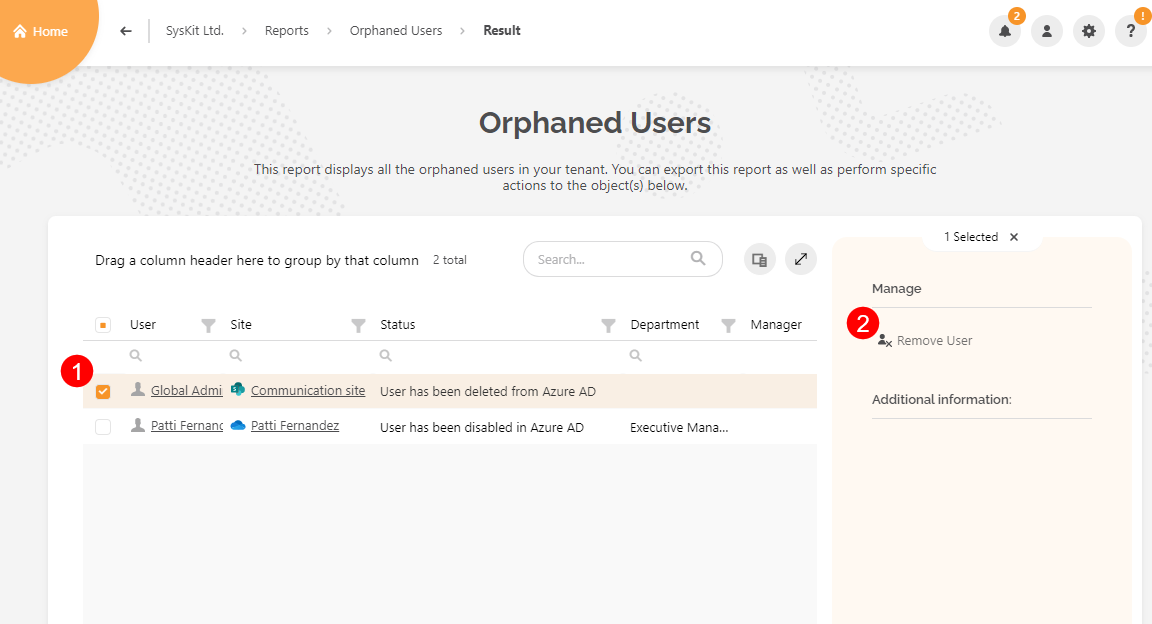 Home
SysKit Ltd. > Reports > Orphaned Users > Result
2
!
?
Orphaned Users
This report displays all the orphaned users in your tenant. You can export this report as well as perform specific
actions to the object(s) below.
1 Selected ×
Drag a column header here to group by that column 2 total
Search...
Manage
User Site Status Department Manager
2
Remove User
1
Global Admi Communication site User has been deleted from Azure AD
Additional information:
Patti Fernand Patti Fernandez User has been disabled in Azure AD Executive Mana...